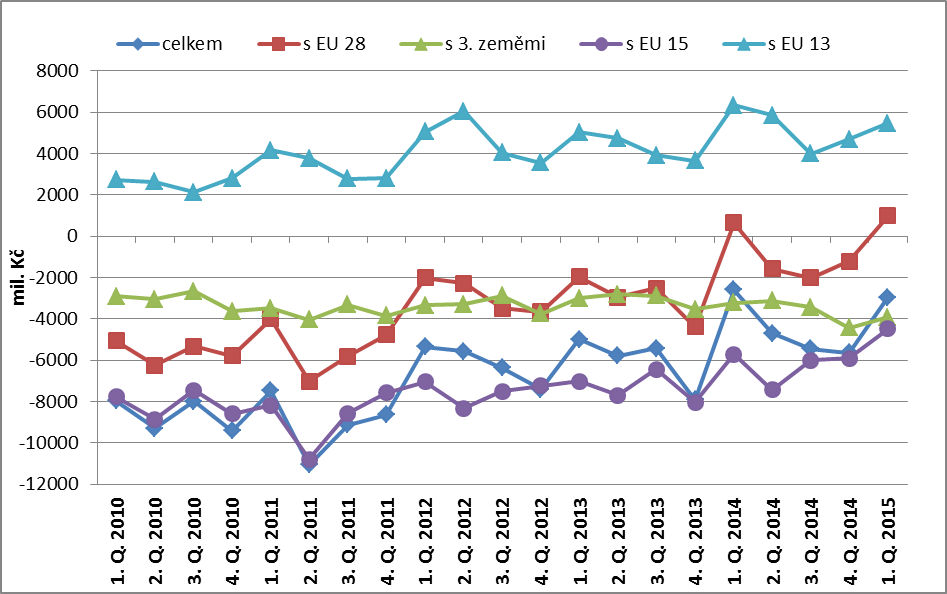 celkem s EU 28 s 3. zeměmi s EU 15 s EU 13
8000
6000
4000
2000
0
-2000
-4000
-6000
-8000
-10000
-12000
mil. Kč
1. Q. 2010
2. Q. 2010
3. Q. 2010
4. Q. 2010
1. Q. 2011
2. Q. 2011
3. Q. 2011
4. Q. 2011
1. Q. 2012
2. Q. 2012
3. Q. 2012
4. Q. 2012
1. Q. 2013
2. Q. 2013
3. Q. 2013
4. Q. 2013
1. Q. 2014
2. Q. 2014
3. Q. 2014
4. Q. 2014
1. Q. 2015